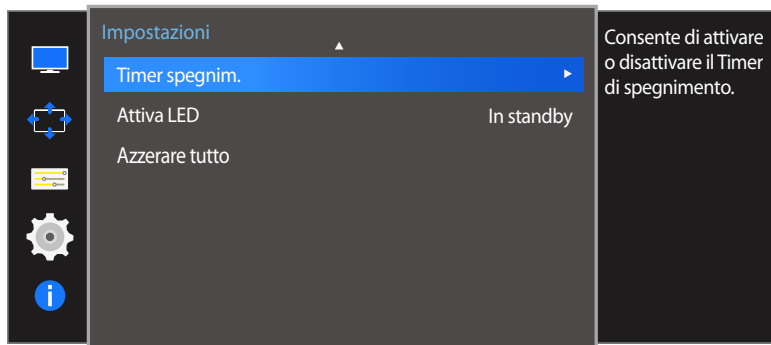 Impostazioni
Timer spegnim.
Attiva LED In standby
Azzerare tutto
Consente di attivare
o disattivare il Timer
di spegnimento.